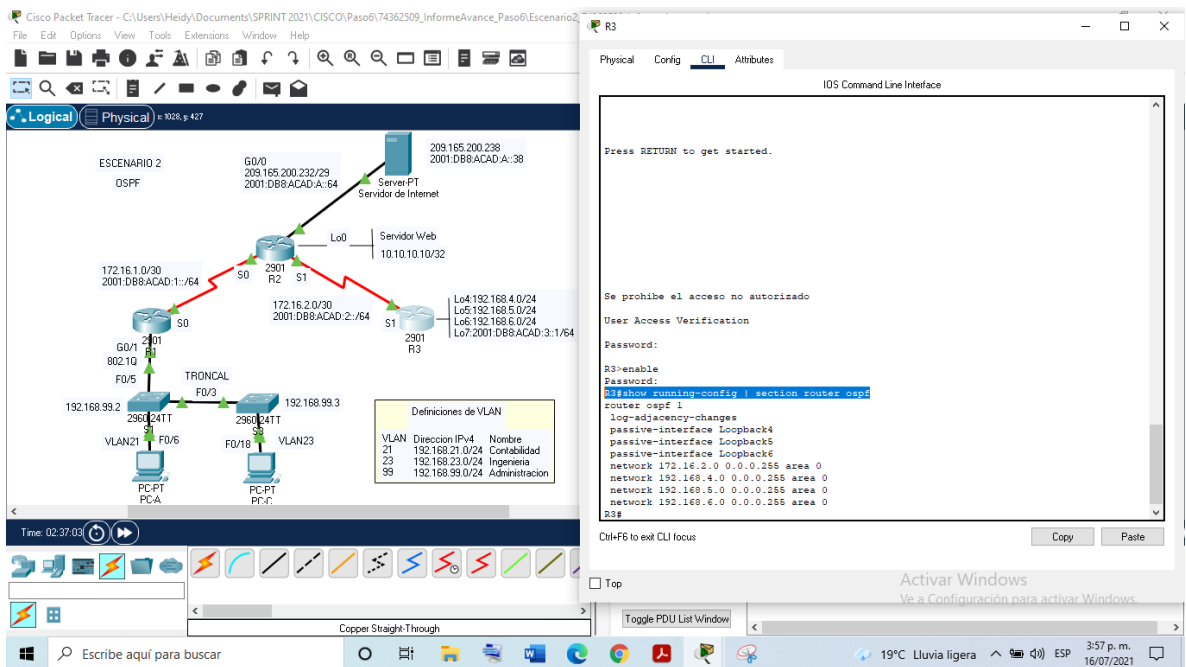 Cisco Packet Tracer - C:\Users\Heidy\Documents\SPRINT 2021\CISCO\Paso6\74362509_InformeAvance_Paso6\Escenario2_
File Edit Options View Tools Extensions Window Help
Logical
Physical
x: 1028, y: 427
ESCENARIO 2
OSPF
G0/0
209.165.200.232/29
2001:DB8:ACAD:A::64
209.165.200.238
2001:DB8:ACAD:A::38
Server-PT
Servidor de Internet
Lo0
Servidor Web
10.10.10.10/32
172.16.1.0/30
2001:DB8:ACAD:1::/64
S0
2901
R2
S1
172.16.2.0/30
2001:DB8:ACAD:2::/64
Lo4:192.168.4.0/24
Lo5:192.168.5.0/24
Lo6:192.168.6.0/24
Lo7:2001:DB8:ACAD:3::1/64
S0
S1
2901
R1
2901
R3
G0/1
802.1Q
F0/5
TRONCAL
F0/3
192.168.99.2
192.168.99.3
2960-24TT
S1
2960-24TT
S3
VLAN21
F0/6
F0/18
VLAN23
PC-PT
PC-A
PC-PT
PC-C
Definiciones de VLAN
VLAN Direccion IPv4 Nombre
21 192.168.21.0/24 Contabilidad
23 192.168.23.0/24 Ingenieria
99 192.168.99.0/24 Administracion
Time: 02:37:03
Copper Straight-Through
R3
Physical Config CLI Attributes
IOS Command Line Interface
Press RETURN to get started.
Se prohibe el acceso no autorizado
User Access Verification
Password:
R3>enable
Password:
R3#show running-config | section router ospf
router ospf 1
log-adjacency-changes
passive-interface Loopback4
passive-interface Loopback5
passive-interface Loopback6
network 172.16.2.0 0.0.0.255 area 0
network 192.168.4.0 0.0.0.255 area 0
network 192.168.5.0 0.0.0.255 area 0
network 192.168.6.0 0.0.0.255 area 0
R3#
Ctrl+F6 to exit CLI focus
Copy
Paste
Top
Activar Windows
Ve a Configuración para activar Windows.
Toggle PDU List Window
Escribe aquí para buscar
19°C Lluvia ligera
ESP
3:57 p. m.
16/07/2021